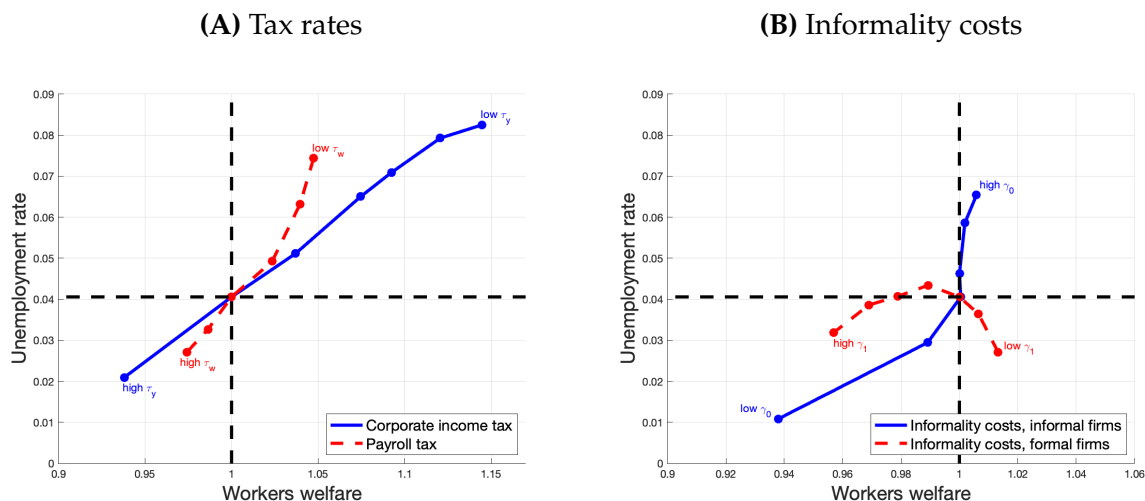 (A) Tax rates
0.09
0.08
0.07
0.06
0.05
0.04
0.03
0.02
0.01
0
Unemployment rate
low τy
low τw
high τw
high τy
Corporate income tax
Payroll tax
0.9
0.95
1
1.05
1.1
1.15
Workers welfare
(B) Informality costs
0.09
0.08
0.07
0.06
0.05
0.04
0.03
0.02
0.01
0
Unemployment rate
high γ0
high γ1
low γ1
low γ0
Informality costs, informal firms
Informality costs, formal firms
0.9
0.92
0.94
0.96
0.98
1
1.02
1.04
1.06
Workers welfare